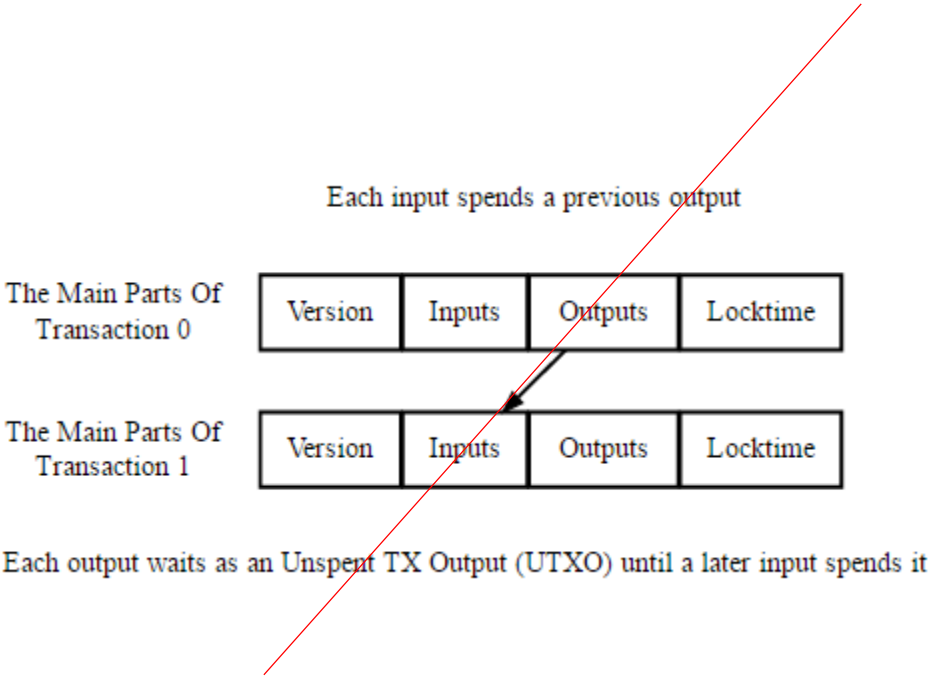 Each input spends a previous output
The Main Parts Of
Transaction 0
Version Inputs Outputs Locktime
The Main Parts Of
Transaction 1
Version Inputs Outputs Locktime
Each output waits as an Unspent TX Output (UTXO) until a later input spends it